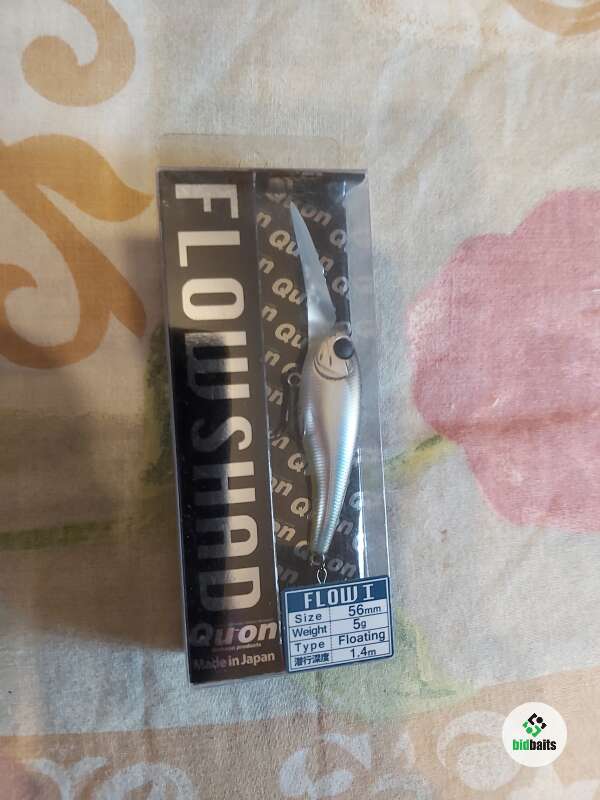 FLOW SHAD
Qu-on
Made in Japan
FLOW I
Size 56mm
Weight 5g
Type Floating
潜行深度 1.4m
bidbaits